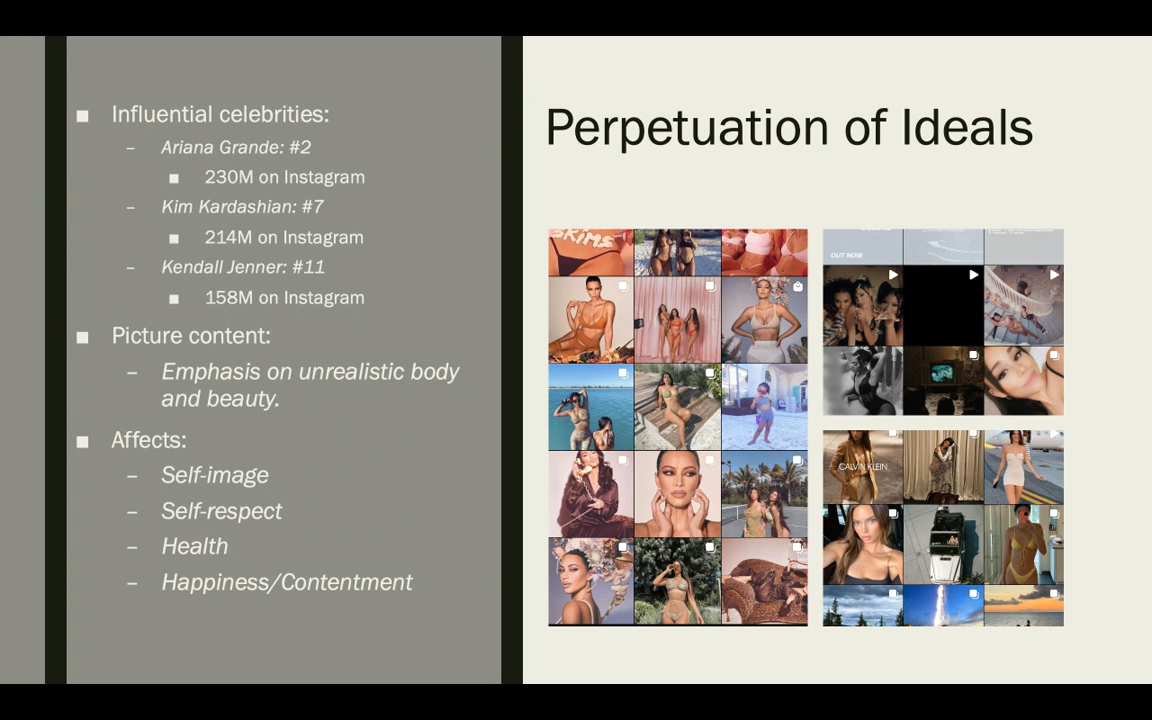 Influential celebrities:
Ariana Grande: #2
230M on Instagram
Kim Kardashian: #7
214M on Instagram
Kendall Jenner: #11
158M on Instagram
Picture content:
Emphasis on unrealistic body
and beauty.
Affects:
Self-image
Self-respect
Health
Happiness/Contentment
Perpetuation of Ideals
SKIMS
OUT NOW
CALVIN KLEIN